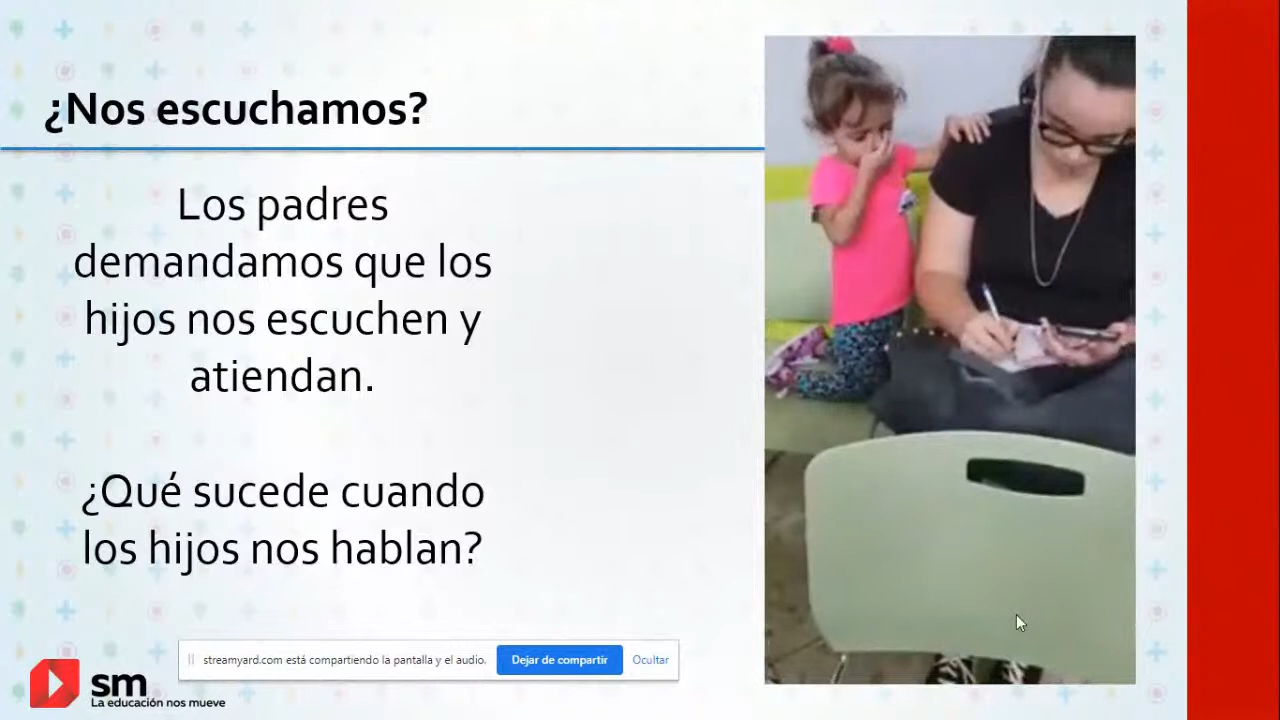 ¿Nos escuchamos?
Los padres
demandamos que los
hijos nos escuchen y
atiendan.
¿Qué sucede cuando
los hijos nos hablan?
streamyard.com está compartiendo la pantalla y el audio.
Dejar de compartir
Ocultar
sm
La educación nos mueve